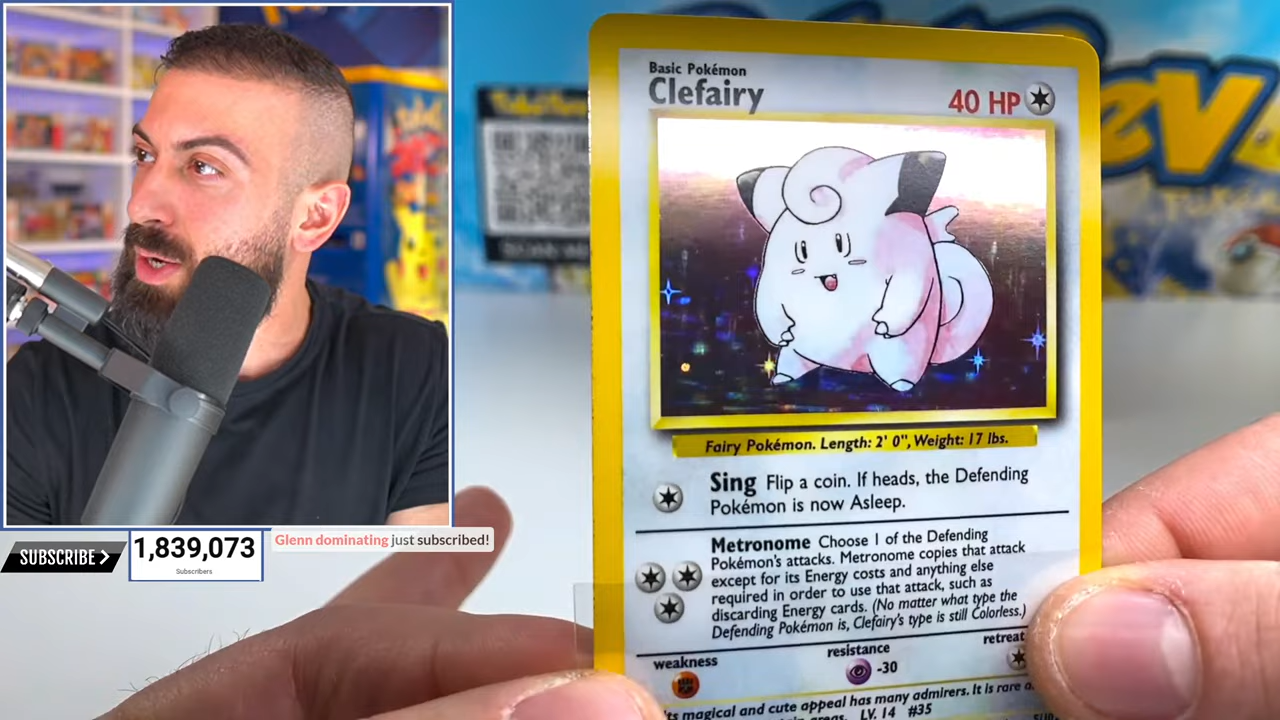 Basic Pokémon
Clefairy
40 HP
Fairy Pokémon. Length: 2' 0", Weight: 17 lbs.
Sing Flip a coin. If heads, the Defending
Pokémon is now Asleep.
Metronome Choose 1 of the Defending
Pokémon's attacks. Metronome copies that attack
except for its Energy costs and anything else
required in order to use that attack, such as
discarding Energy cards. (No matter what type the
Defending Pokémon is, Clefairy's type is still Colorless.)
weakness
resistance
retreat
-30
its magical and cute appeal has many admirers. It is rare
areas. LV. 14 #35
SUBSCRIBE >
1,839,073
Subscribers
Glenn dominating just subscribed!